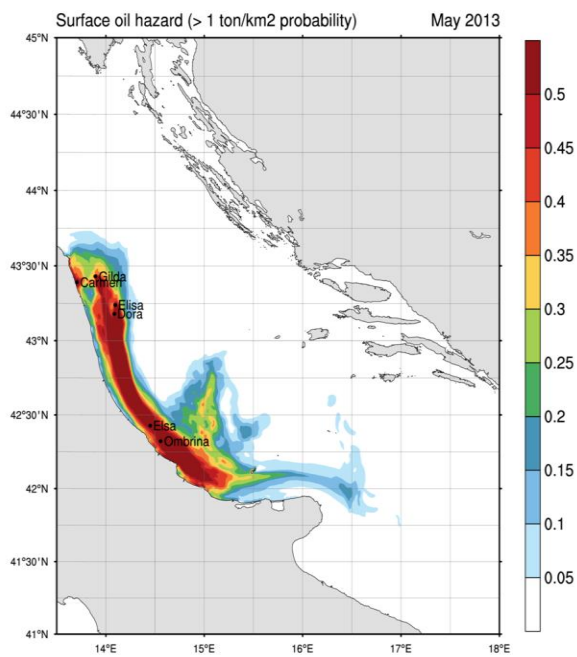 Surface oil hazard (> 1 ton/km2 probability) May 2013
45°N
44°30'N
44°N
43°30'N
43°N
42°30'N
42°N
41°30'N
41°N
14°E 15°E 16°E 17°E 18°E
Gilda
Carmen
Elisa
Dora
Elsa
Ombrina
0.5
0.45
0.4
0.35
0.3
0.25
0.2
0.15
0.1
0.05